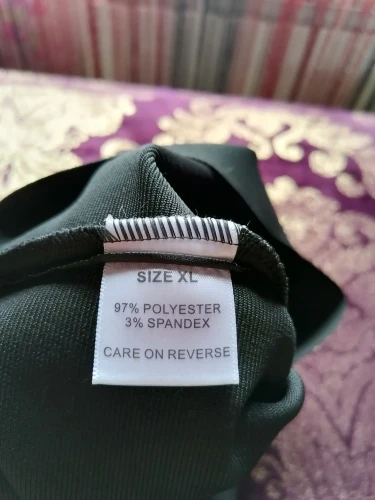 SIZE XL
97% POLYESTER
3% SPANDEX
CARE ON REVERSE